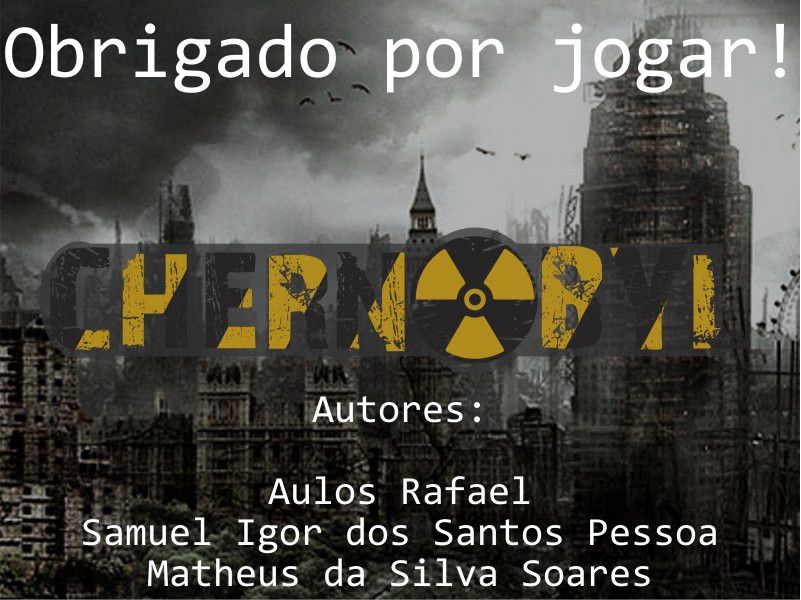 Obrigado por jogar!
CHERNOBYL
Autores:
Aulos Rafael
Samuel Igor dos Santos Pessoa
Matheus da Silva Soares